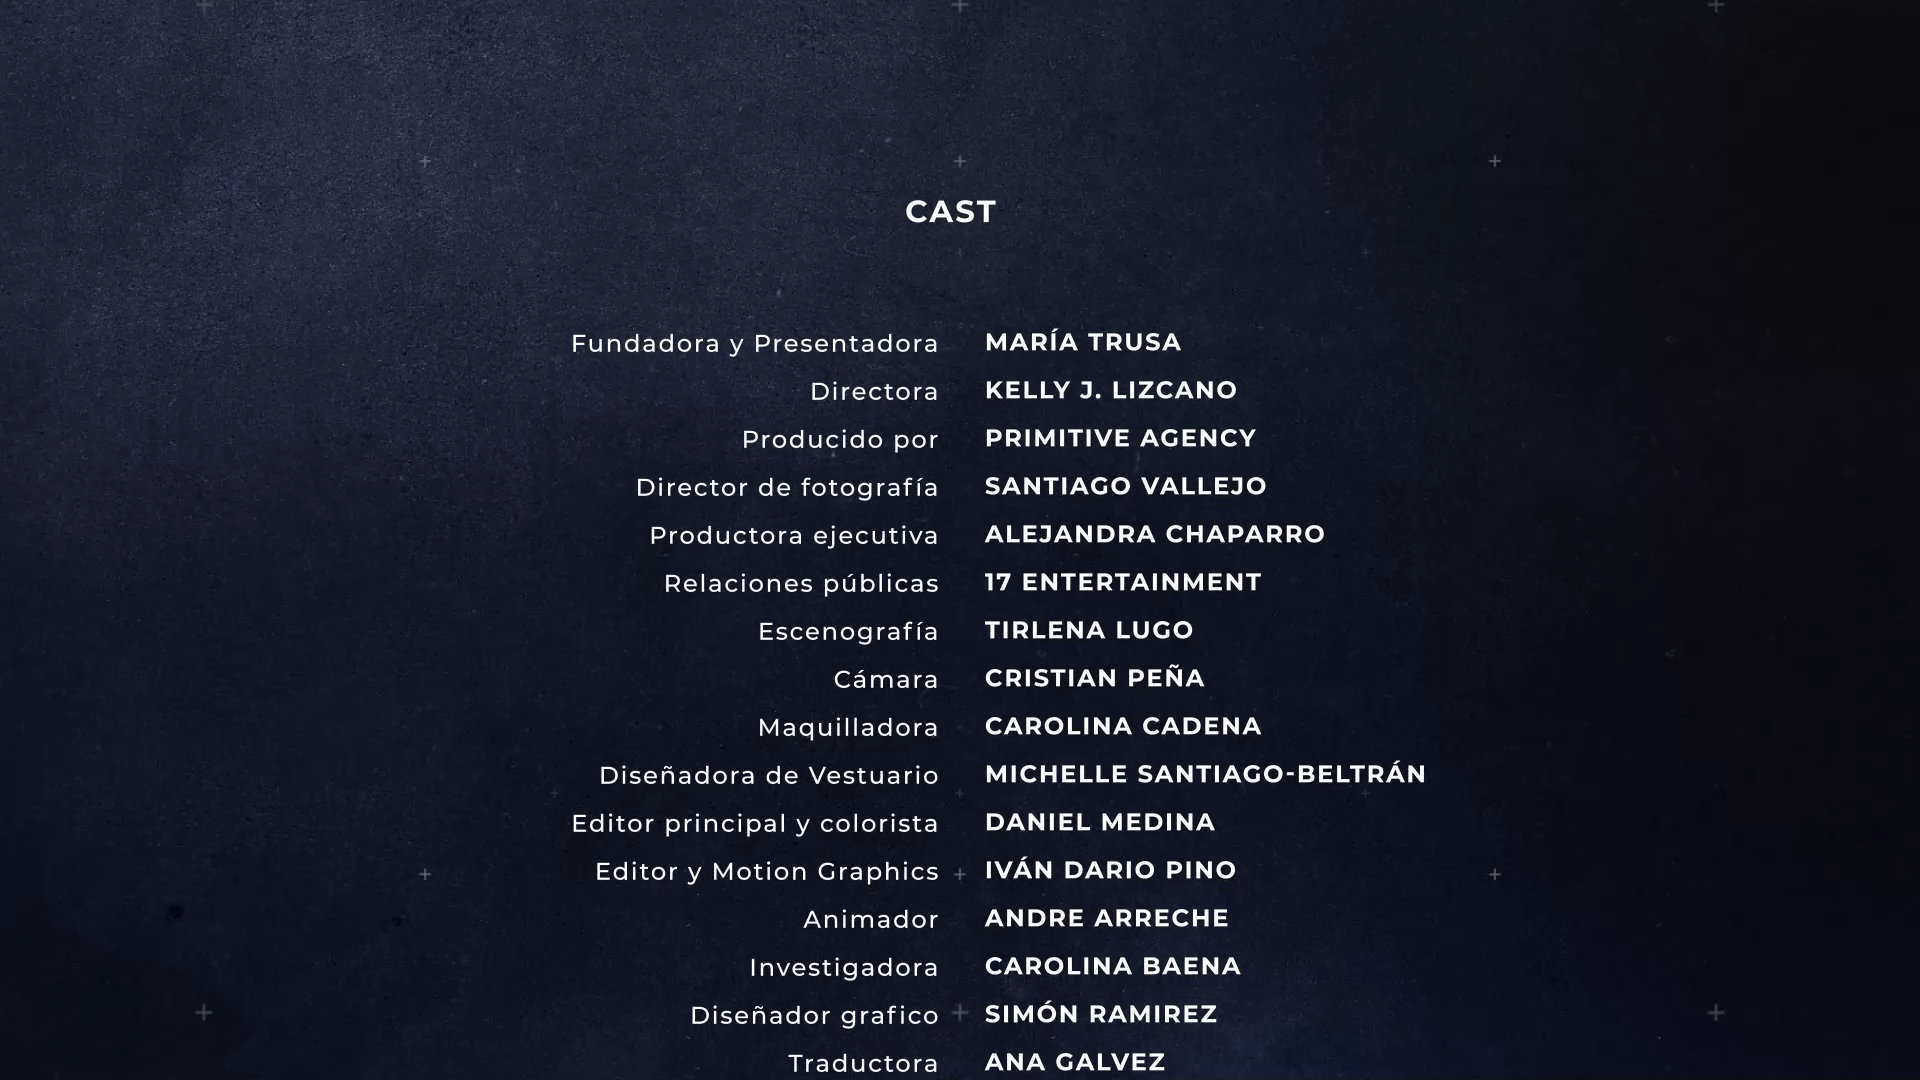 CAST
Fundadora y Presentadora MARÍA TRUSA
Directora KELLY J. LIZCANO
Producido por PRIMITIVE AGENCY
Director de fotografía SANTIAGO VALLEJO
Productora ejecutiva ALEJANDRA CHAPARRO
Relaciones públicas 17 ENTERTAINMENT
Escenografía TIRLENA LUGO
Cámara CRISTIAN PEÑA
Maquilladora CAROLINA CADENA
Diseñadora de Vestuario MICHELLE SANTIAGO-BELTRÁN
Editor principal y colorista DANIEL MEDINA
Editor y Motion Graphics IVÁN DARIO PINO
Animador ANDRE ARRECHE
Investigadora CAROLINA BAENA
Diseñador grafico SIMÓN RAMIREZ
Traductora ANA GALVEZ